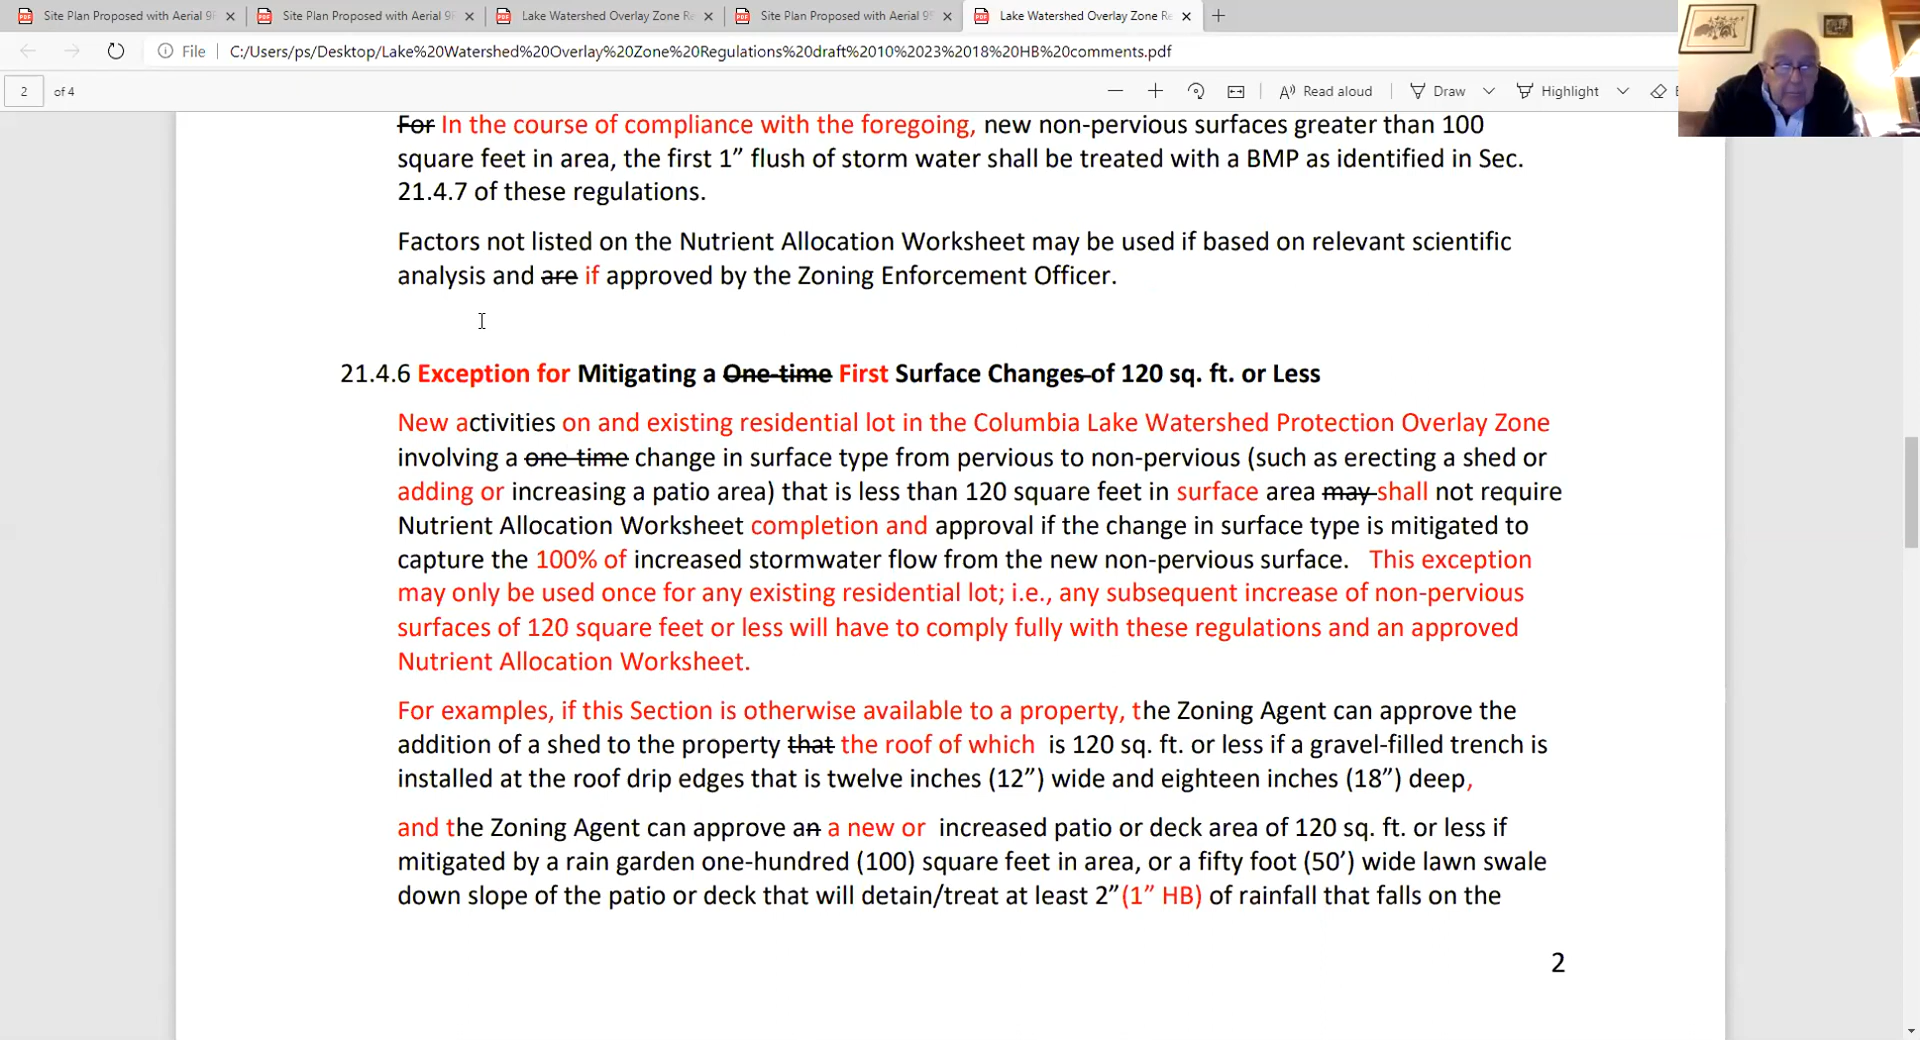 Site Plan Proposed with Aerial 9F
Site Plan Proposed with Aerial 9F
Lake Watershed Overlay Zone Re
Site Plan Proposed with Aerial 9F
Lake Watershed Overlay Zone Re
File C:/Users/ps/Desktop/Lake%20Watershed%20Overlay%20Zone%20Regulations%20draft%2010%2023%2018%20HB%20comments.pdf
2 of 4 Read aloud Draw Highlight
For In the course of compliance with the foregoing, new non-pervious surfaces greater than 100
square feet in area, the first 1” flush of storm water shall be treated with a BMP as identified in Sec.
21.4.7 of these regulations.
Factors not listed on the Nutrient Allocation Worksheet may be used if based on relevant scientific
analysis and are if approved by the Zoning Enforcement Officer.
21.4.6 Exception for Mitigating a One-time First Surface Changes of 120 sq. ft. or Less
New activities on and existing residential lot in the Columbia Lake Watershed Protection Overlay Zone
involving a one time change in surface type from pervious to non-pervious (such as erecting a shed or
adding or increasing a patio area) that is less than 120 square feet in surface area may shall not require
Nutrient Allocation Worksheet completion and approval if the change in surface type is mitigated to
capture the 100% of increased stormwater flow from the new non-pervious surface. This exception
may only be used once for any existing residential lot; i.e., any subsequent increase of non-pervious
surfaces of 120 square feet or less will have to comply fully with these regulations and an approved
Nutrient Allocation Worksheet.
For examples, if this Section is otherwise available to a property, the Zoning Agent can approve the
addition of a shed to the property that the roof of which is 120 sq. ft. or less if a gravel-filled trench is
installed at the roof drip edges that is twelve inches (12”) wide and eighteen inches (18”) deep,
and the Zoning Agent can approve an a new or increased patio or deck area of 120 sq. ft. or less if
mitigated by a rain garden one-hundred (100) square feet in area, or a fifty foot (50’) wide lawn swale
down slope of the patio or deck that will detain/treat at least 2”(1” HB) of rainfall that falls on the
2